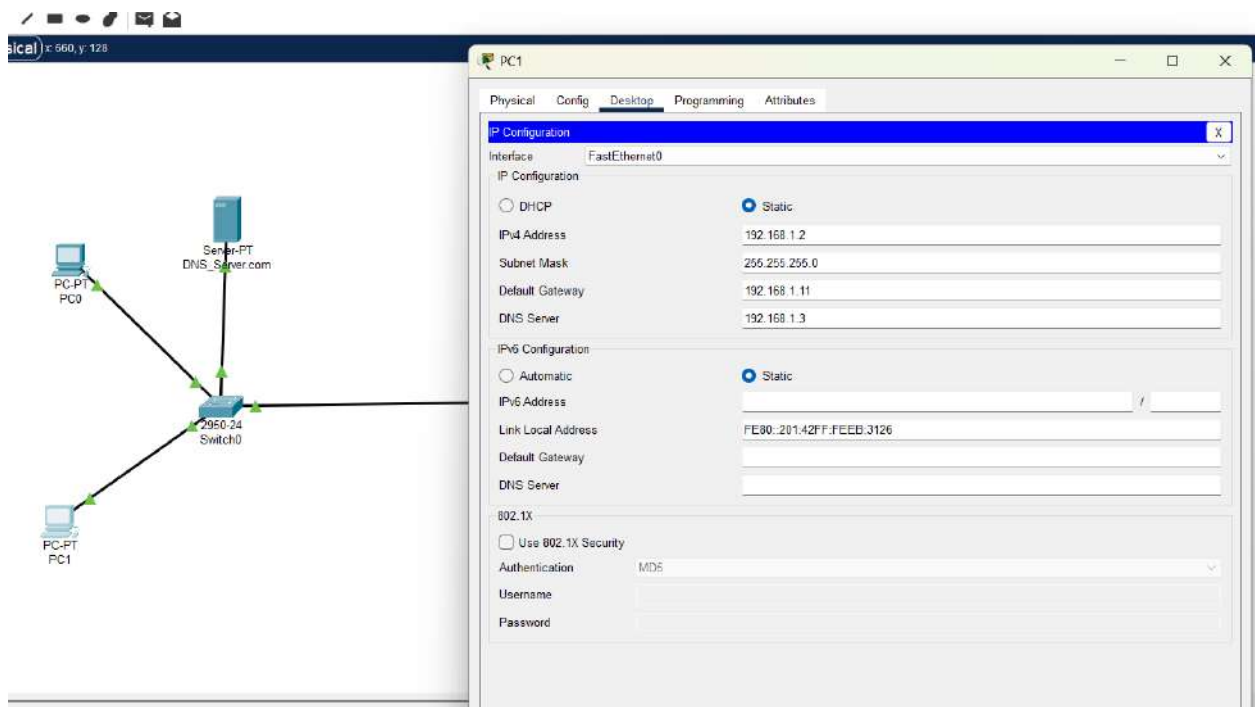 sical x: 560, y: 128
PC1
Physical Config Desktop Programming Attributes
IP Configuration X
Interface FastEthernet0
IP Configuration
DHCP Static
IPv4 Address 192.168.1.2
Subnet Mask 255.255.255.0
Default Gateway 192.168.1.11
DNS Server 192.168.1.3
IPv6 Configuration
Automatic Static
IPv6 Address /
Link Local Address FE80::201:42FF:FEEB:3126
Default Gateway
DNS Server
802.1X
Use 802.1X Security
Authentication MD5
Username
Password
Server-PT
DNS_Server.com
PC-PT
PC0
2950-24
Switch0
PC-PT
PC1